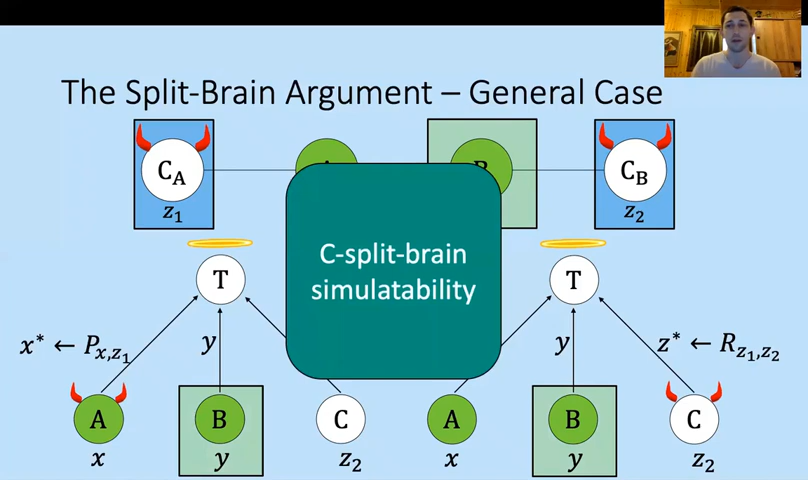 The Split-Brain Argument – General Case
C_A
B
C_B
z_1
z_2
C-split-brain
simulatability
T
T
x* ← P_{x,z_1}
y
y
z* ← R_{z_1,z_2}
A
B
C
A
B
C
x
y
z_2
x
y
z_2